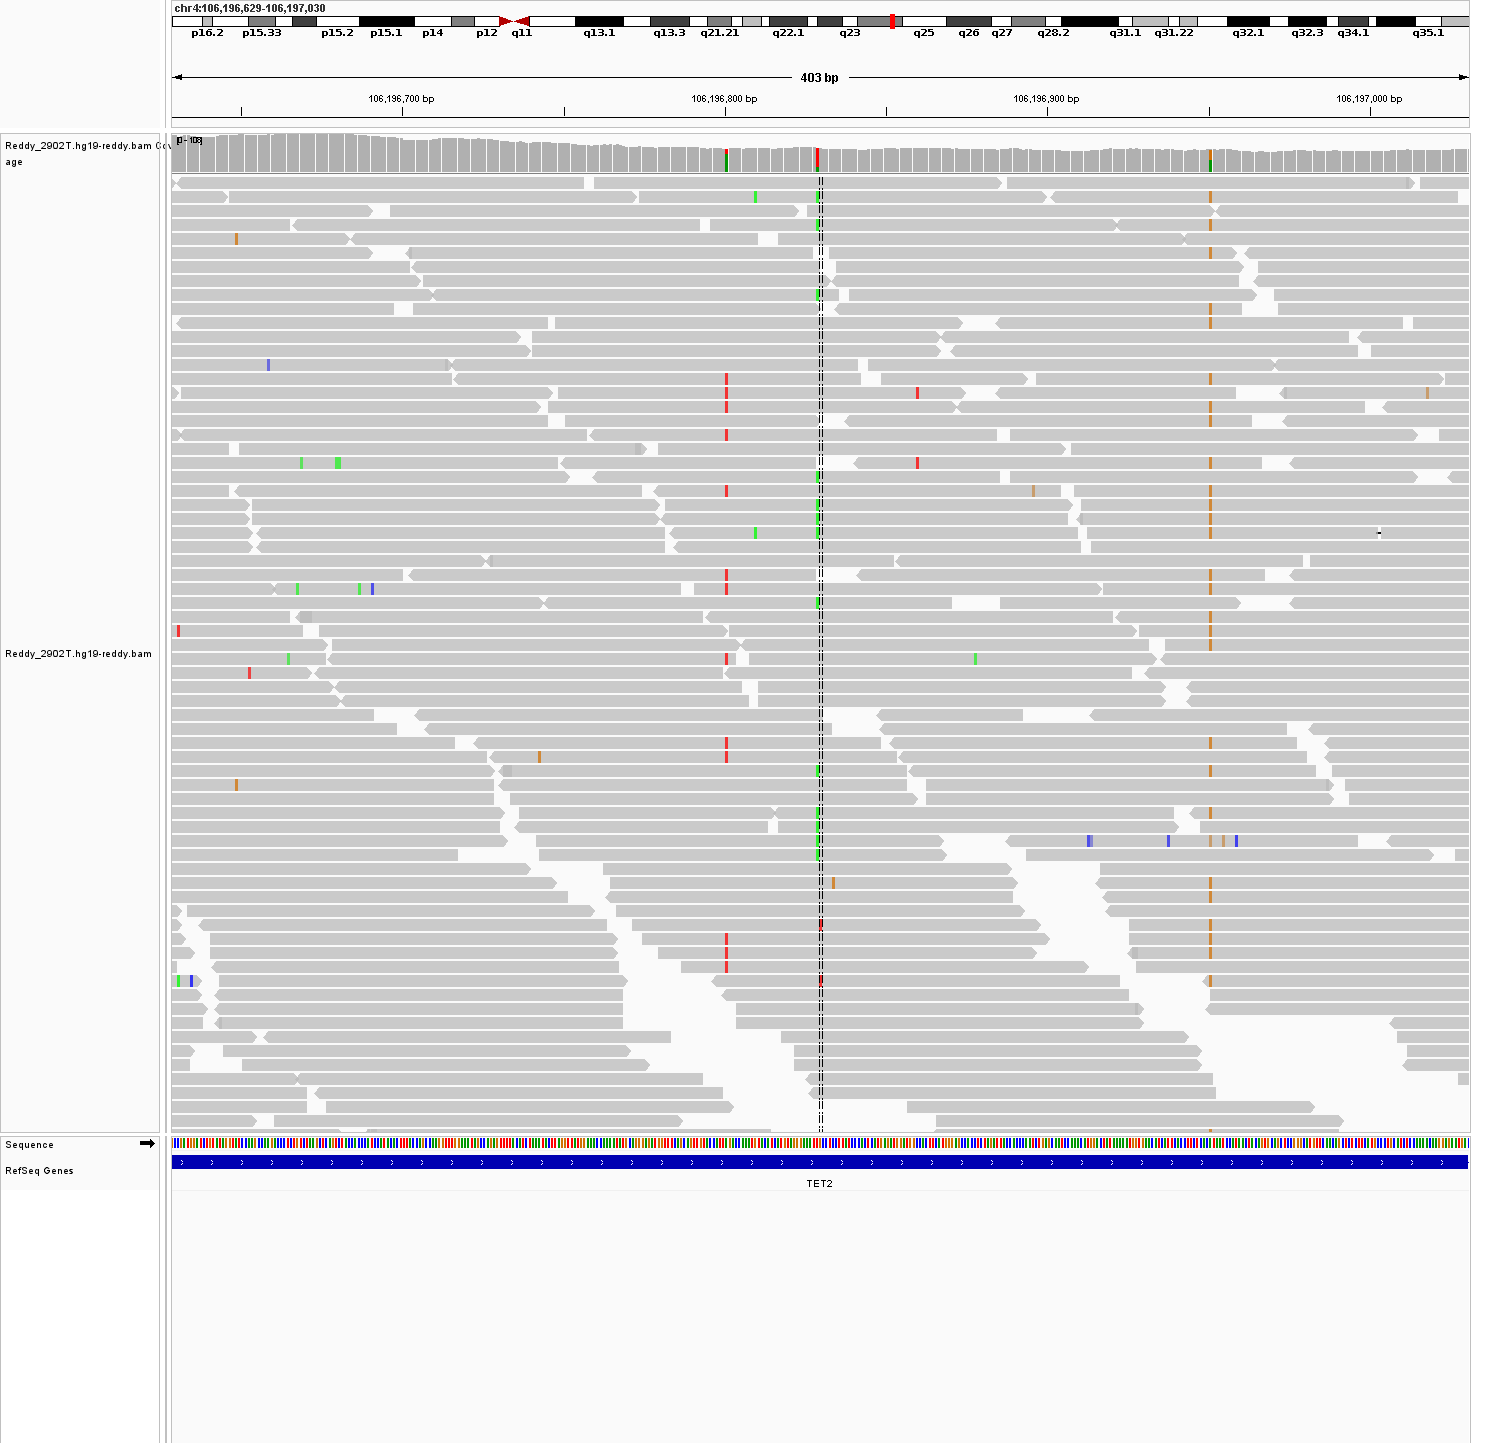 chr4:106,196,629-106,197,030
p16.2 p15.33 p15.2 p15.1 p14 p12 q11 q13.1 q13.3 q21.21 q22.1 q23 q25 q26 q27 q28.2 q31.1 q31.22 q32.1 q32.3 q34.1 q35.1
403 bp
106,196,700 bp 106,196,800 bp 106,196,900 bp 106,197,000 bp
[0 - 108]
Reddy_2902T.hg19-reddy.bam Cov
age
Reddy_2902T.hg19-reddy.bam
Sequence
RefSeq Genes
TET2